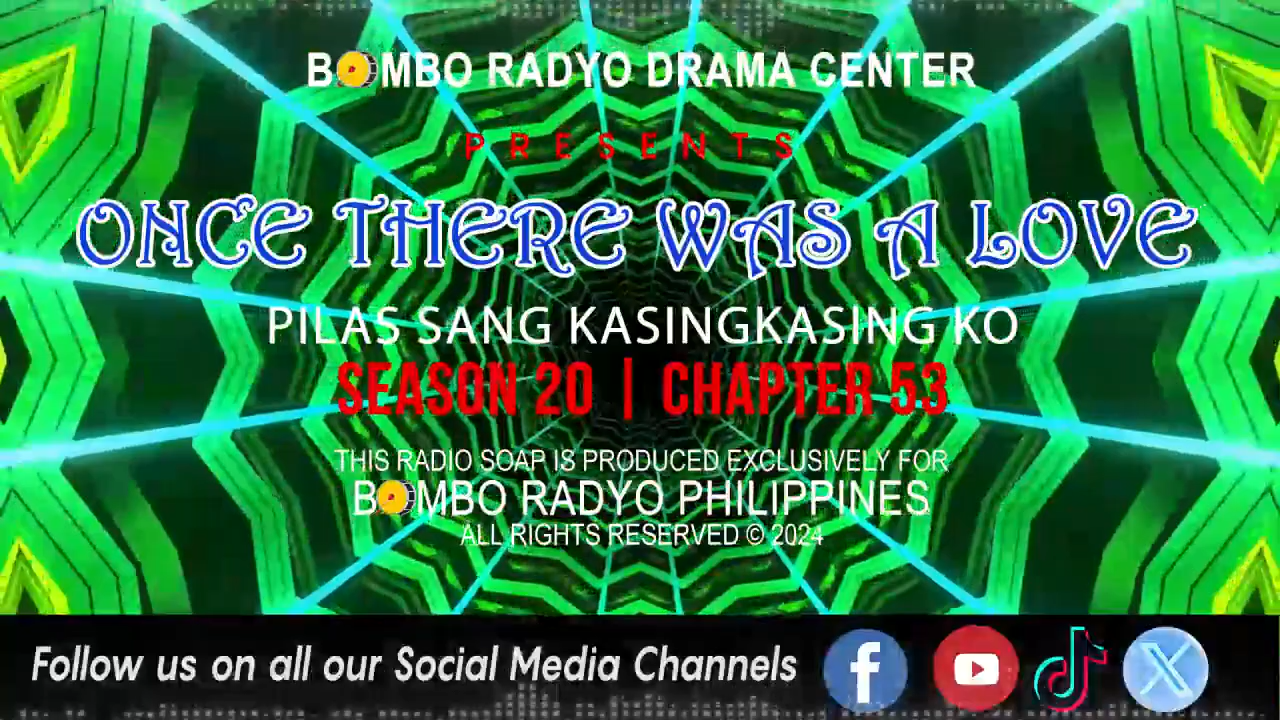 BOMBO RADYO DRAMA CENTER
PRESENTS
ONCE THERE WAS A LOVE
PILAS SANG KASINGKASING KO
SEASON 20 | CHAPTER 53
THIS RADIO SOAP IS PRODUCED EXCLUSIVELY FOR
BOMBO RADYO PHILIPPINES
ALL RIGHTS RESERVED © 2024
Follow us on all our Social Media Channels